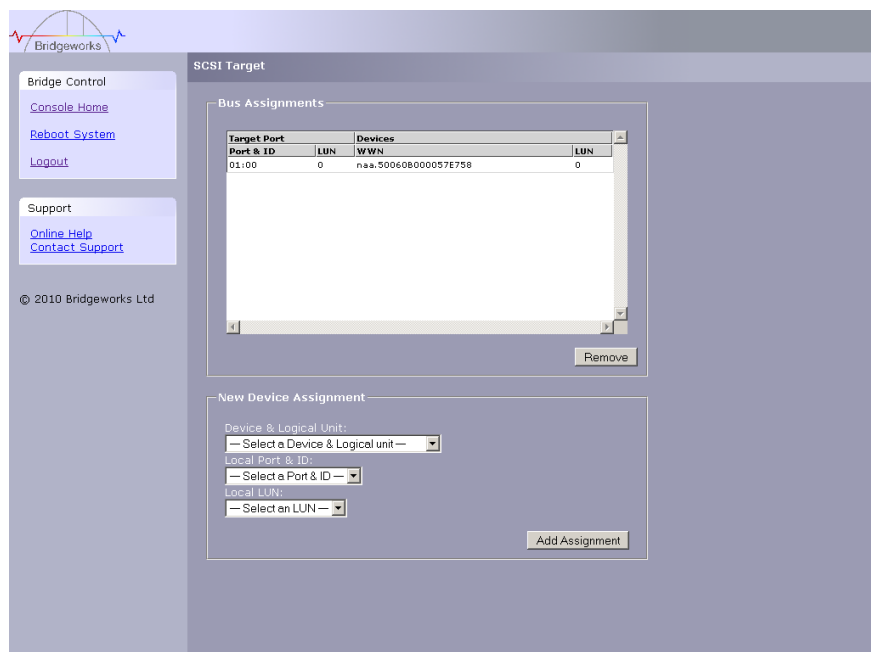 Bridgeworks
SCSI Target
Bridge Control
Console Home
Reboot System
Logout
Support
Online Help
Contact Support
© 2010 Bridgeworks Ltd
Bus Assignments
Target Port Devices
Port & ID LUN WWN LUN
01:00 0 naa.50060B000057E758 0
Remove
New Device Assignment
Device & Logical Unit:
— Select a Device & Logical unit —
Local Port & ID:
— Select a Port & ID —
Local LUN:
— Select an LUN —
Add Assignment